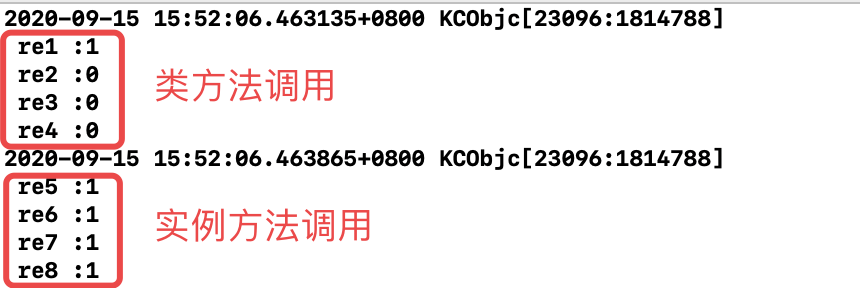 2020-09-15 15:52:06.463135+0800 KCObjc[23096:1814788]
re1 :1
re2 :0
re3 :0
re4 :0
类方法调用
2020-09-15 15:52:06.463865+0800 KCObjc[23096:1814788]
re5 :1
re6 :1
re7 :1
re8 :1
实例方法调用